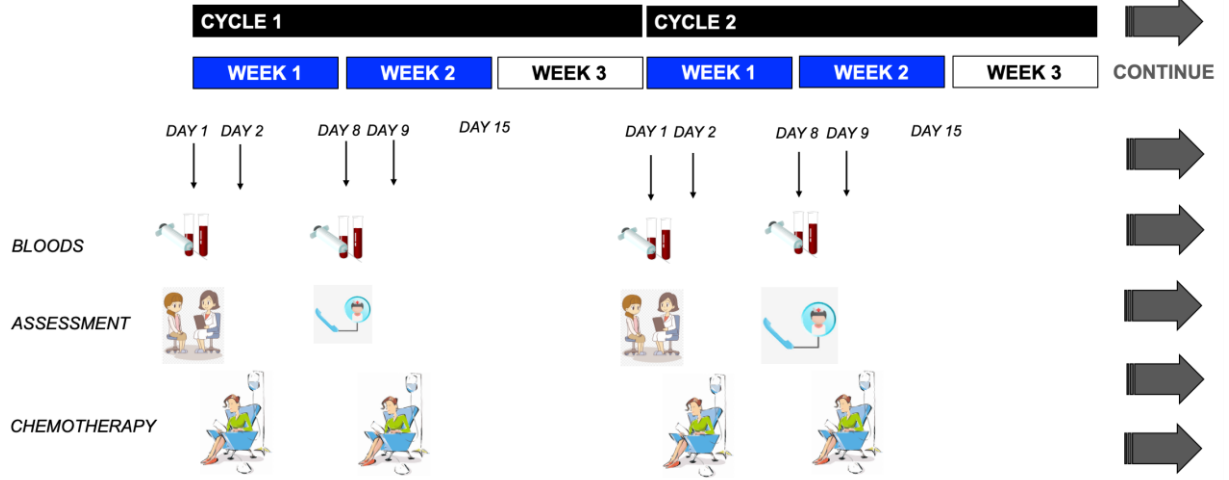 CYCLE 1 CYCLE 2
WEEK 1 WEEK 2 WEEK 3 WEEK 1 WEEK 2 WEEK 3 CONTINUE
DAY 1 DAY 2 DAY 8 DAY 9 DAY 15 DAY 1 DAY 2 DAY 8 DAY 9 DAY 15
BLOODS
ASSESSMENT
CHEMOTHERAPY